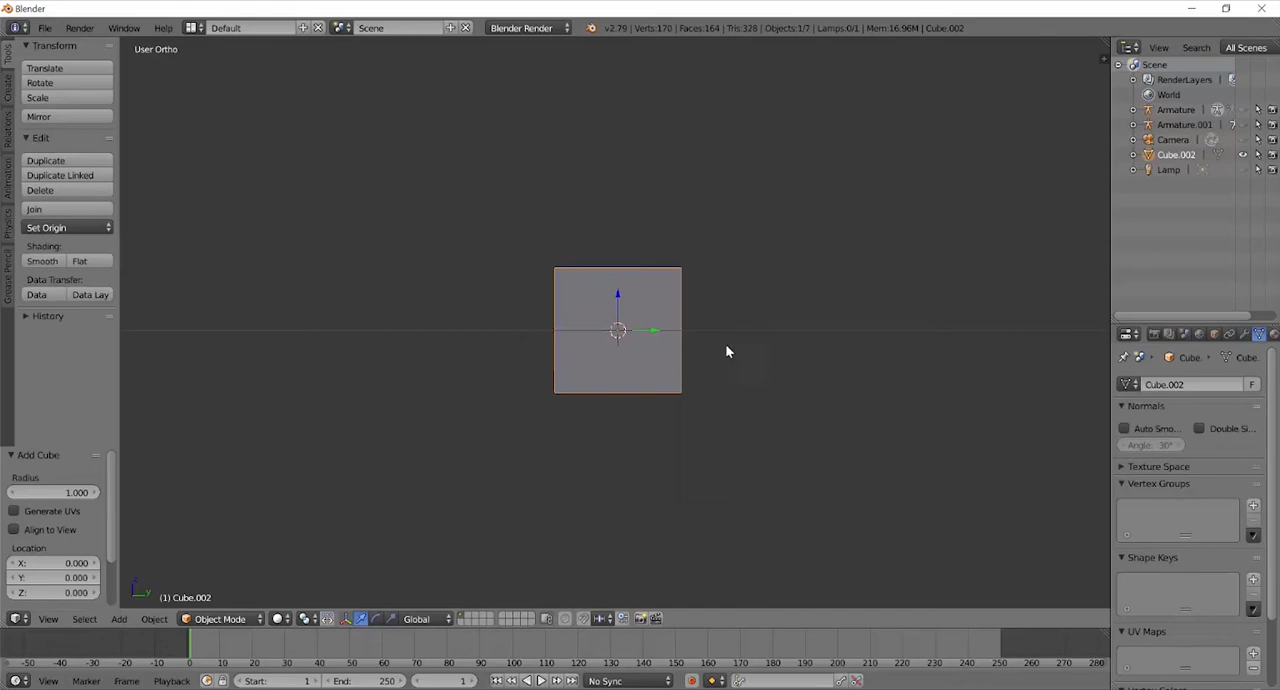 Blender
File Render Window Help Default Scene Blender Render v2.79 | Verts:170 | Faces:164 | Tris:328 | Objects:1/7 | Lamps:0/1 | Mem:16.96M | Cube.002
Transform
Translate
Rotate
Scale
Mirror
Edit
Duplicate
Duplicate Linked
Delete
Join
Set Origin
Shading:
Smooth Flat
Data Transfer:
Data Data Lay
History
Tools
Create
Relations
Animation
Physics
Grease Pencil
Add Cube
Radius
1.000
Generate UVs
Align to View
Location
X: 0.000
Y: 0.000
Z: 0.000
User Ortho
z
y
(1) Cube.002
View Search All Scenes
Scene
RenderLayers
World
Armature
Armature.001
Camera
Cube.002
Lamp
Cube. Cube.
Cube.002 F
Normals
Auto Smo... Double Si...
Angle: 30°
Texture Space
Vertex Groups
Shape Keys
UV Maps
View Select Add Object Object Mode Global
-50 -40 -30 -20 -10 0 10 20 30 40 50 60 70 80 90 100 110 120 130 140 150 160 170 180 190 200 210 220 230 240 250 260 270 280
View Marker Frame Playback Start: 1 End: 250 1 No Sync